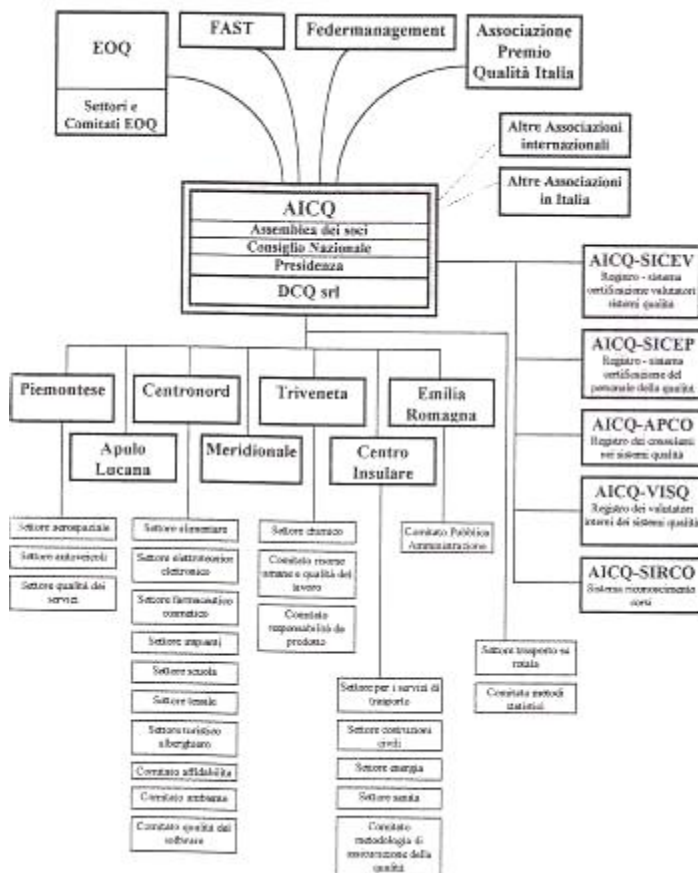 EOQ
Settori e
Comitati EOQ
FAST
Federmanagement
Associazione
Premio
Qualità Italia
Altre Associazioni
internazionali
Altre Associazioni
in Italia
AICQ
Assemblea dei soci
Consiglio Nazionale
Presidenza
DCQ srl
AICQ-SICEV
Registro - sistema
certificazione valutatori
sistemi qualità
AICQ-SICEP
Registro - sistema
certificazione del
personale della qualità
AICQ-APCO
Registro dei consulenti
nei sistemi qualità
AICQ-VISQ
Registro dei valutatori
interni dei sistemi qualità
AICQ-SIRCO
Sistema riconoscimento
corsi
Piemontese
Centronord
Triveneta
Emilia
Romagna
Apulo
Lucana
Meridionale
Centro
Insulare
Settore aerospaziale
Settore autoveicoli
Settore qualità dei
servizi
Settore alimentare
Settore elettrotecnico
elettronico
Settore farmaceutico
cosmetico
Settore impianti
Settore scuola
Settore tessile
Settore turistico
alberghiero
Comitato affidabilità
Comitato ambiente
Comitato qualità del
software
Settore chimico
Comitato risorse
umane e qualità del
lavoro
Comitato
responsabilità da
prodotto
Comitato Pubblica
Amministrazione
Settore per i servizi di
trasporto
Settore costruzioni
civili
Settore energia
Settore sanità
Comitato
metodologia di
assicurazione della
qualità
Settore trasporto su
rotaia
Comitato metodi
statistici